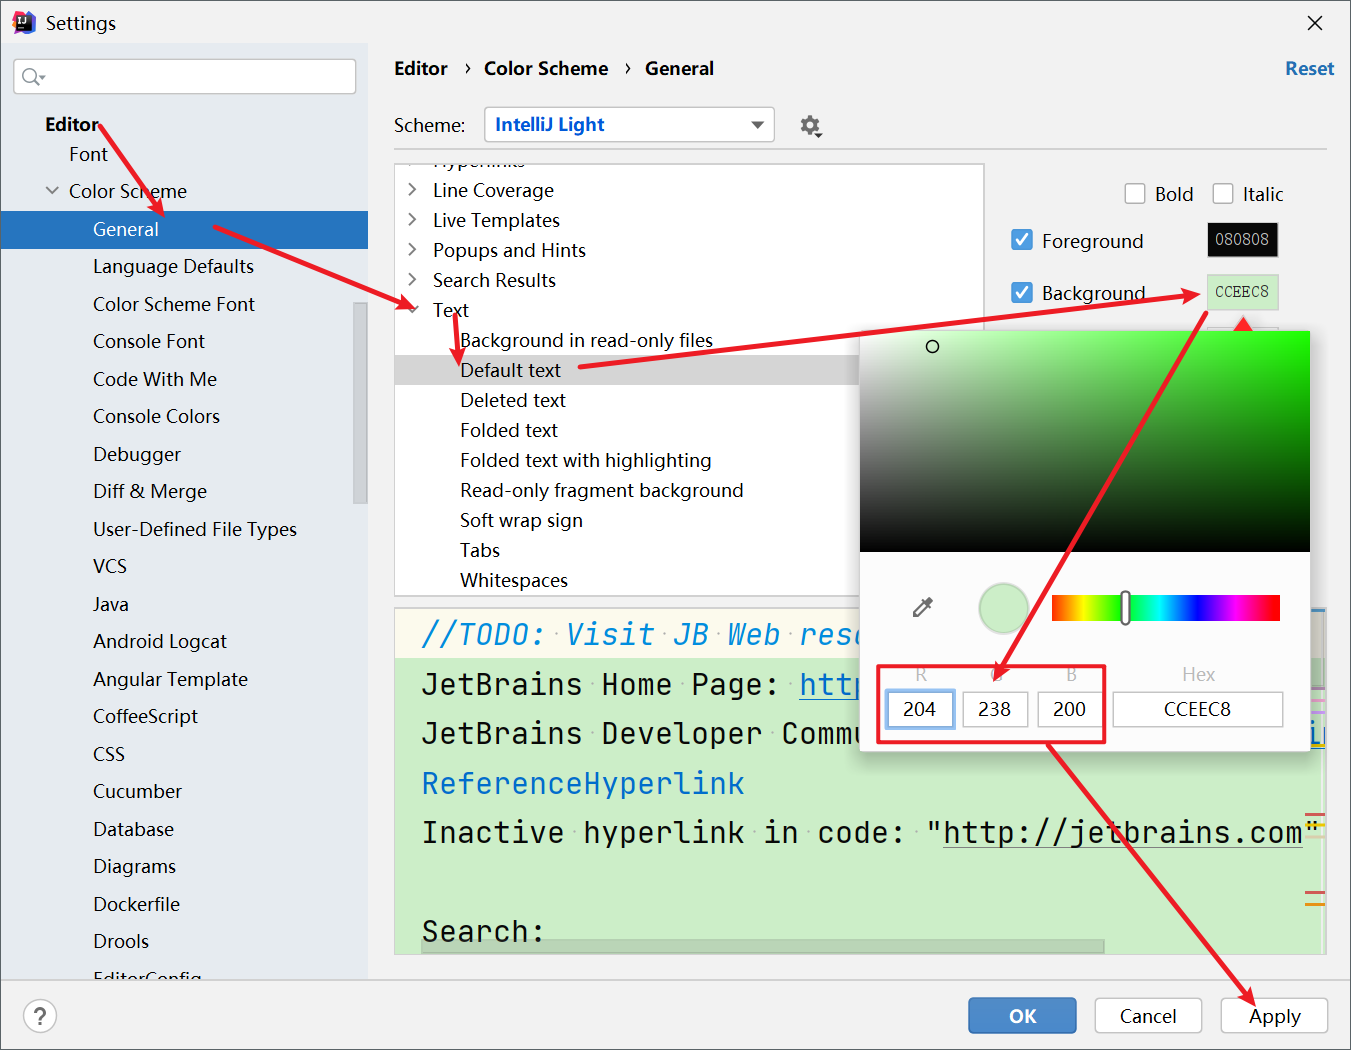 Settings
Editor
Font
Color Scheme
General
Language Defaults
Color Scheme Font
Console Font
Code With Me
Console Colors
Debugger
Diff & Merge
User-Defined File Types
VCS
Java
Android Logcat
Angular Template
CoffeeScript
CSS
Cucumber
Database
Diagrams
Dockerfile
Drools
EditorConfig
Editor › Color Scheme › General
Reset
Scheme: IntelliJ Light
Hyperlinks
Line Coverage
Live Templates
Popups and Hints
Search Results
Text
Background in read-only files
Default text
Deleted text
Folded text
Folded text with highlighting
Read-only fragment background
Soft wrap sign
Tabs
Whitespaces
Bold Italic
Foreground 080808
Background CCEEC8
R G B Hex
204 238 200 CCEEC8
//TODO: Visit JB Web reso
JetBrains Home Page: http
JetBrains Developer Commu
ReferenceHyperlink
Inactive hyperlink in code: "http://jetbrains.com"
Search:
?
OK Cancel Apply